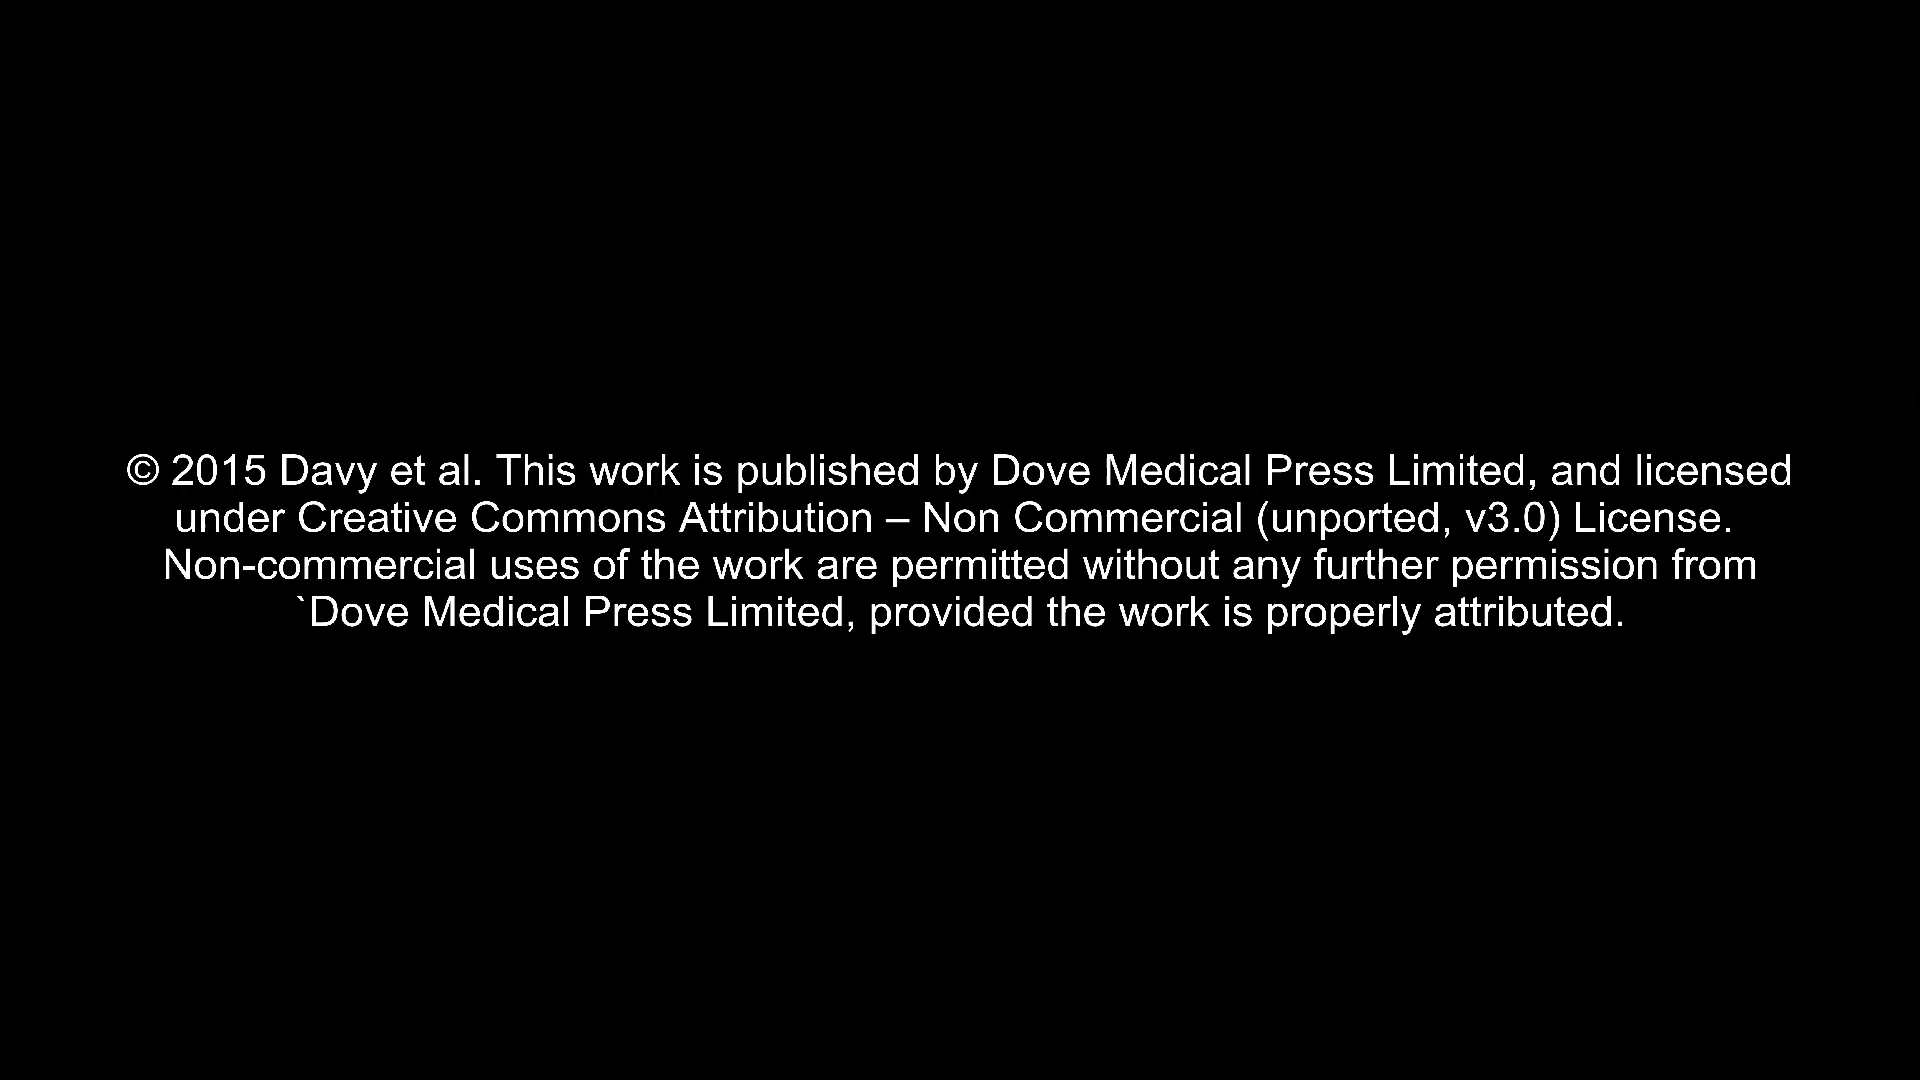 © 2015 Davy et al. This work is published by Dove Medical Press Limited, and licensed
under Creative Commons Attribution – Non Commercial (unported, v3.0) License.
Non-commercial uses of the work are permitted without any further permission from
`Dove Medical Press Limited, provided the work is properly attributed.